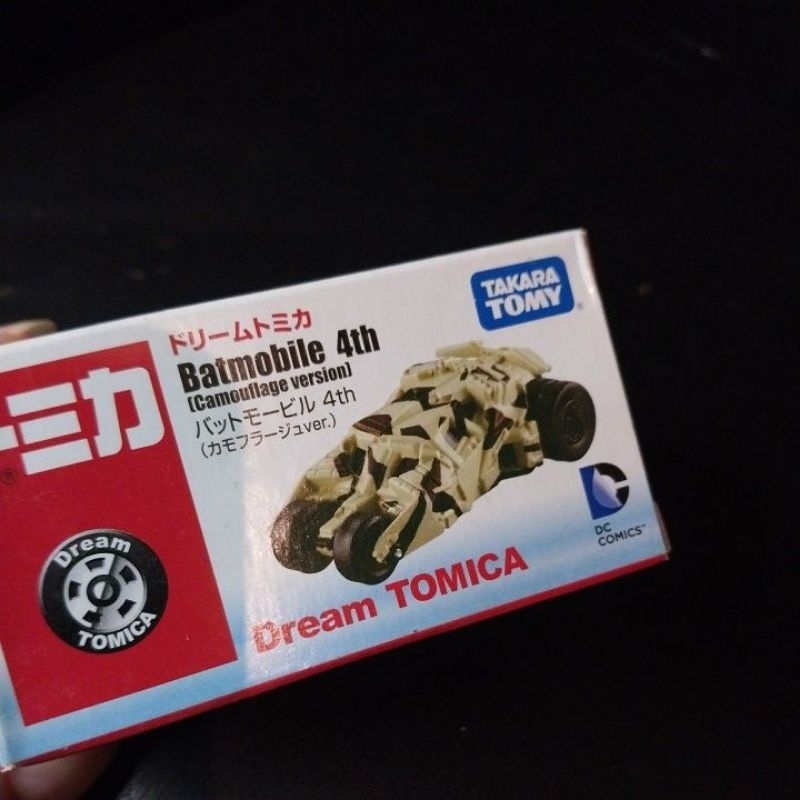 TAKARA
TOMY®
ドリームトミカ
Batmobile 4th
(Camouflage version)
バットモービル 4th
(カモフラージュver.)
ーミカ
®
Dream
TOMICA
Dream TOMICA
DC
COMICS™